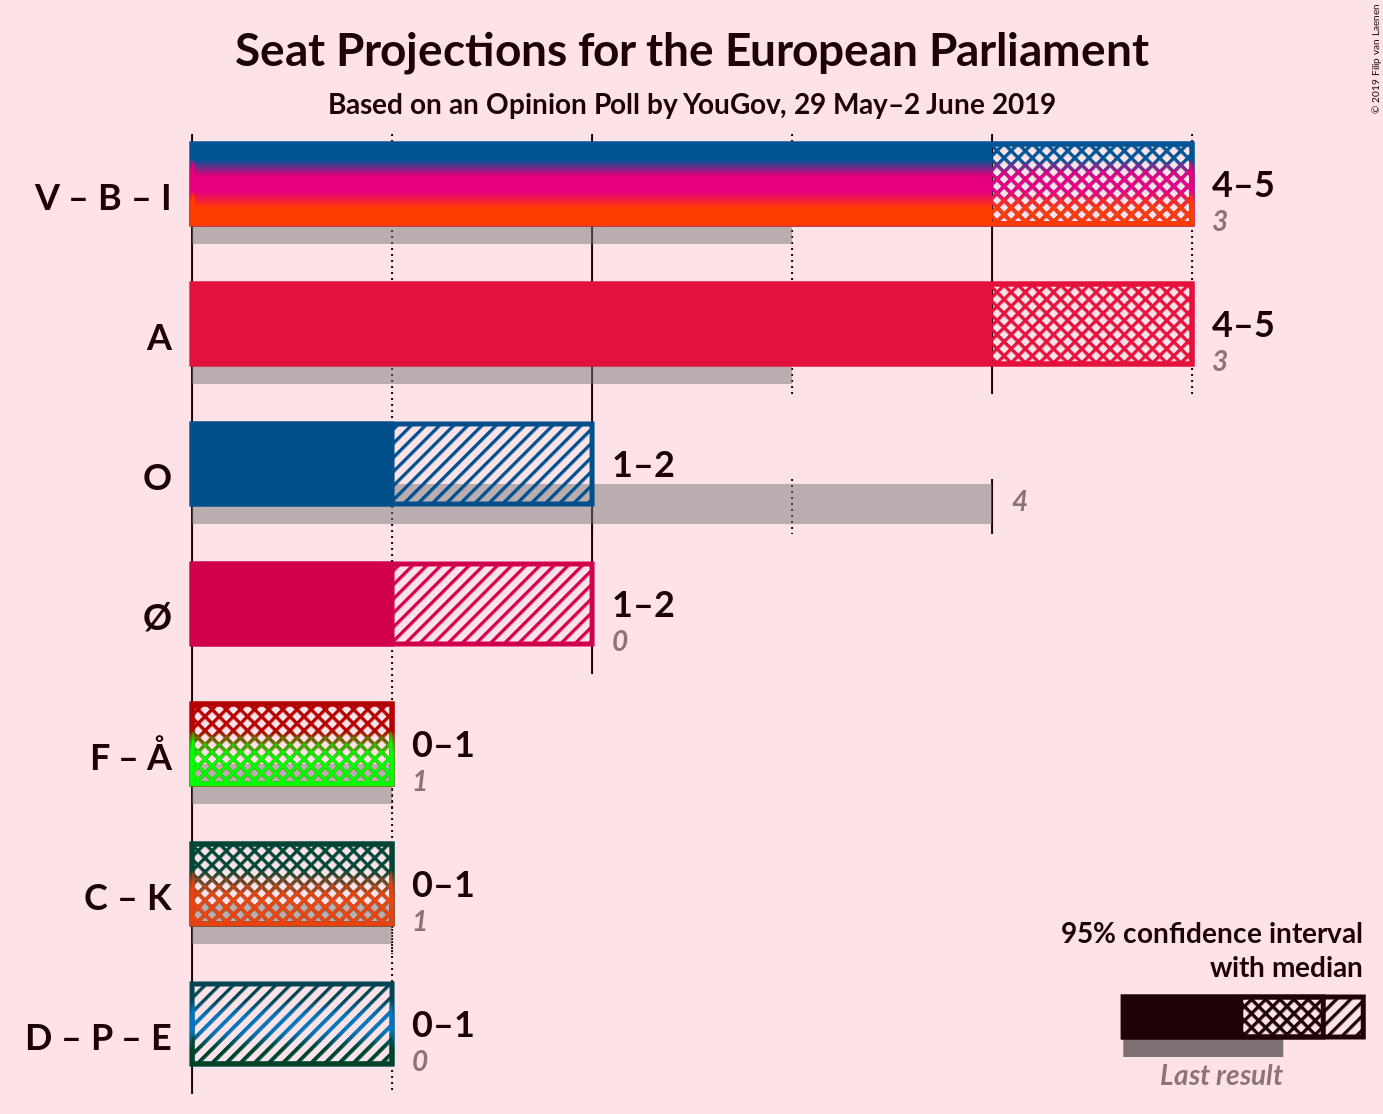 Seat Projections for the European Parliament
Based on an Opinion Poll by YouGov, 29 May–2 June 2019
© 2019 Filip van Laenen
V – B – I
4–5
3
A
4–5
3
O
1–2
4
Ø
1–2
0
F – Å
0–1
1
C – K
0–1
1
D – P – E
0–1
0
95% confidence interval
with median
Last result